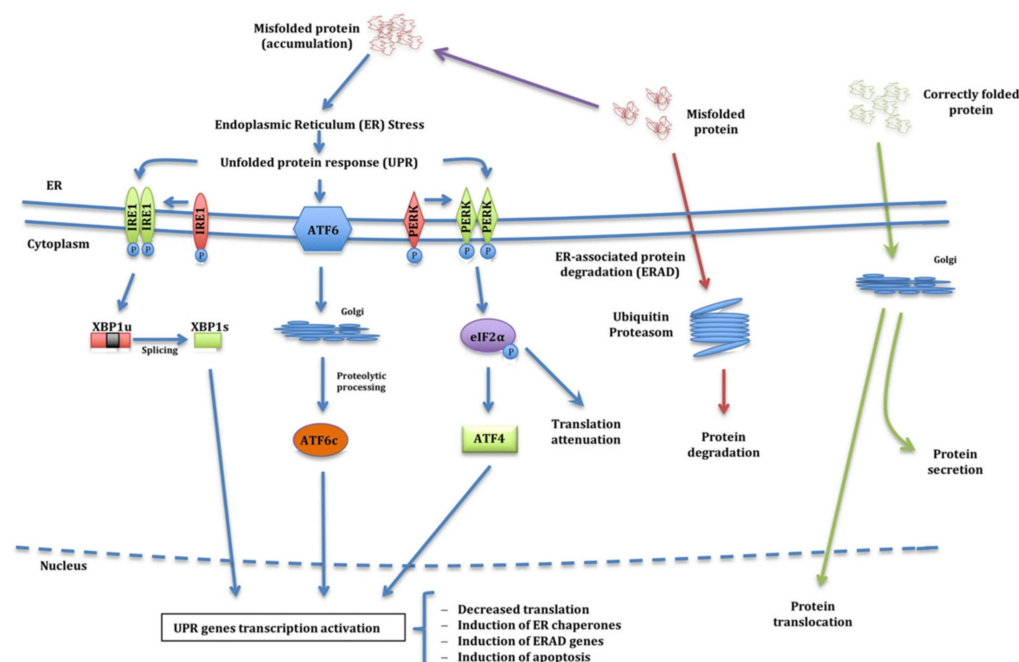 Misfolded protein
(accumulation)
Correctly folded
protein
Misfolded
protein
Endoplasmic Reticulum (ER) Stress
Unfolded protein response (UPR)
ER
IRE1
IRE1
IRE1
ATF6
PERK
PERK
PERK
Cytoplasm
P
P
P
P
P
P
ER-associated protein
degradation (ERAD)
Golgi
XBP1u
XBP1s
Splicing
Golgi
eIF2α
P
Ubiquitin
Proteasom
Proteolytic
processing
ATF6c
ATF4
Translation
attenuation
Protein
degradation
Protein
secretion
Nucleus
Protein
translocation
UPR genes transcription activation
– Decreased translation
– Induction of ER chaperones
– Induction of ERAD genes
– Induction of apoptosis